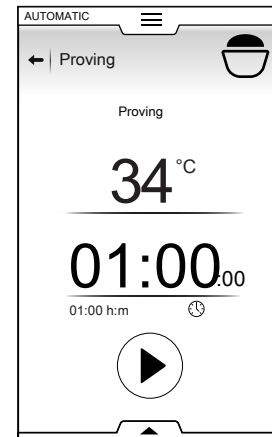 AUTOMATIC
Proving
Proving
34 °C
01:00:00
01:00 h:m